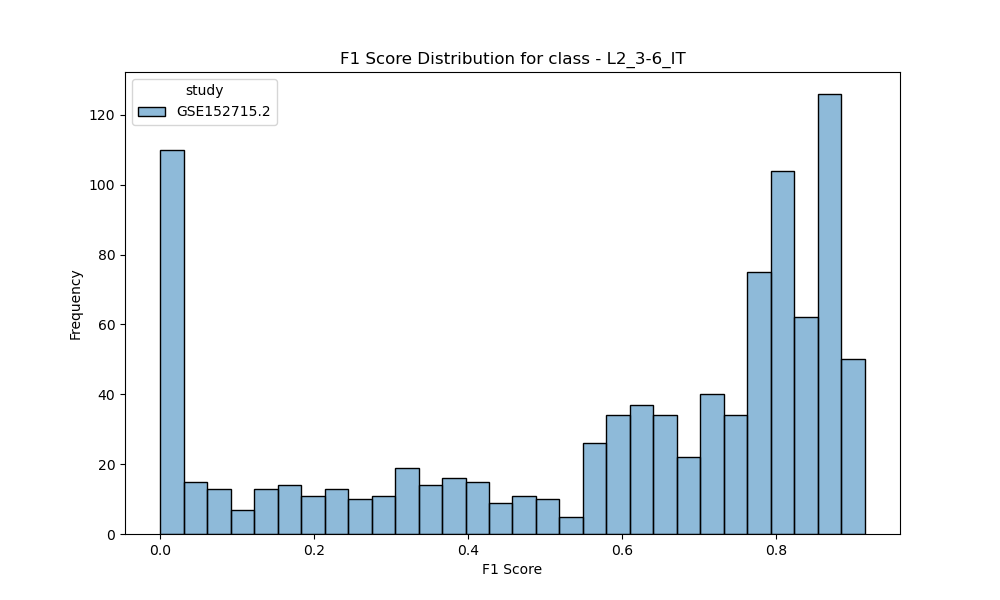 F1 Score Distribution for class - L2_3-6_IT
study
GSE152715.2
120
100
80
60
40
20
0
Frequency
0.0 0.2 0.4 0.6 0.8
F1 Score